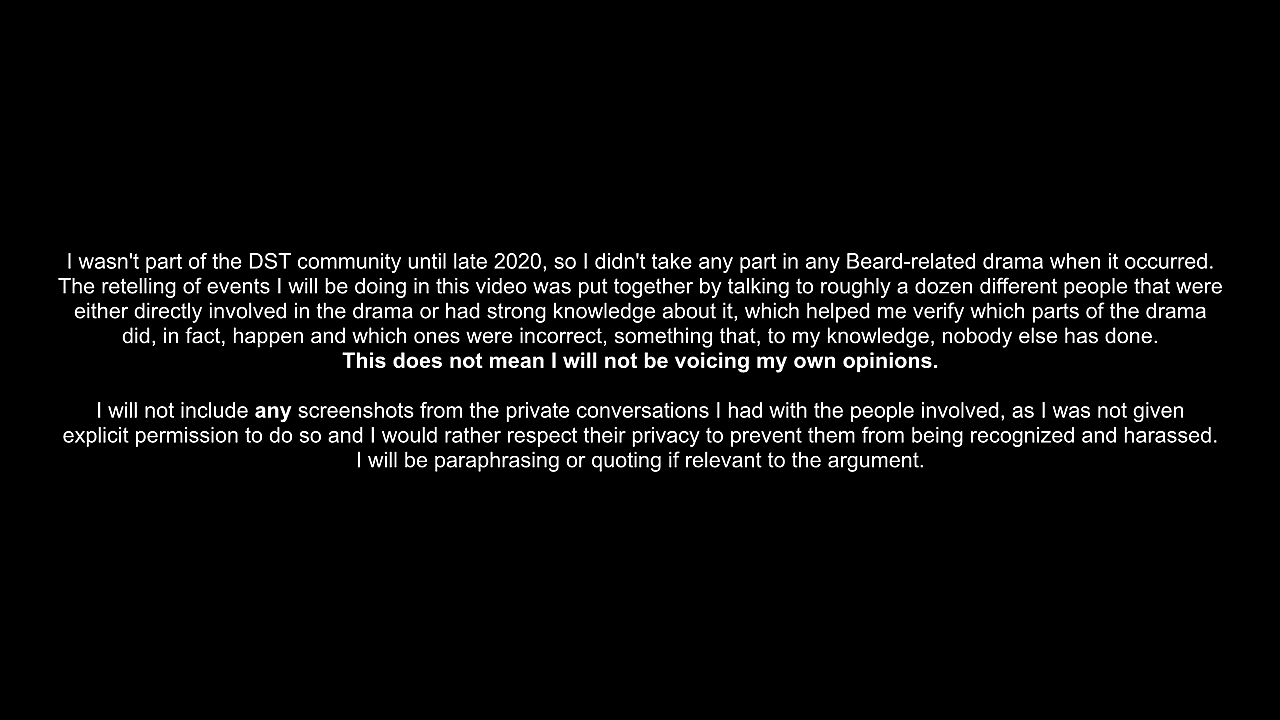 I wasn't part of the DST community until late 2020, so I didn't take any part in any Beard-related drama when it occurred.
The retelling of events I will be doing in this video was put together by talking to roughly a dozen different people that were
either directly involved in the drama or had strong knowledge about it, which helped me verify which parts of the drama
did, in fact, happen and which ones were incorrect, something that, to my knowledge, nobody else has done.
This does not mean I will not be voicing my own opinions.
I will not include any screenshots from the private conversations I had with the people involved, as I was not given
explicit permission to do so and I would rather respect their privacy to prevent them from being recognized and harassed.
I will be paraphrasing or quoting if relevant to the argument.